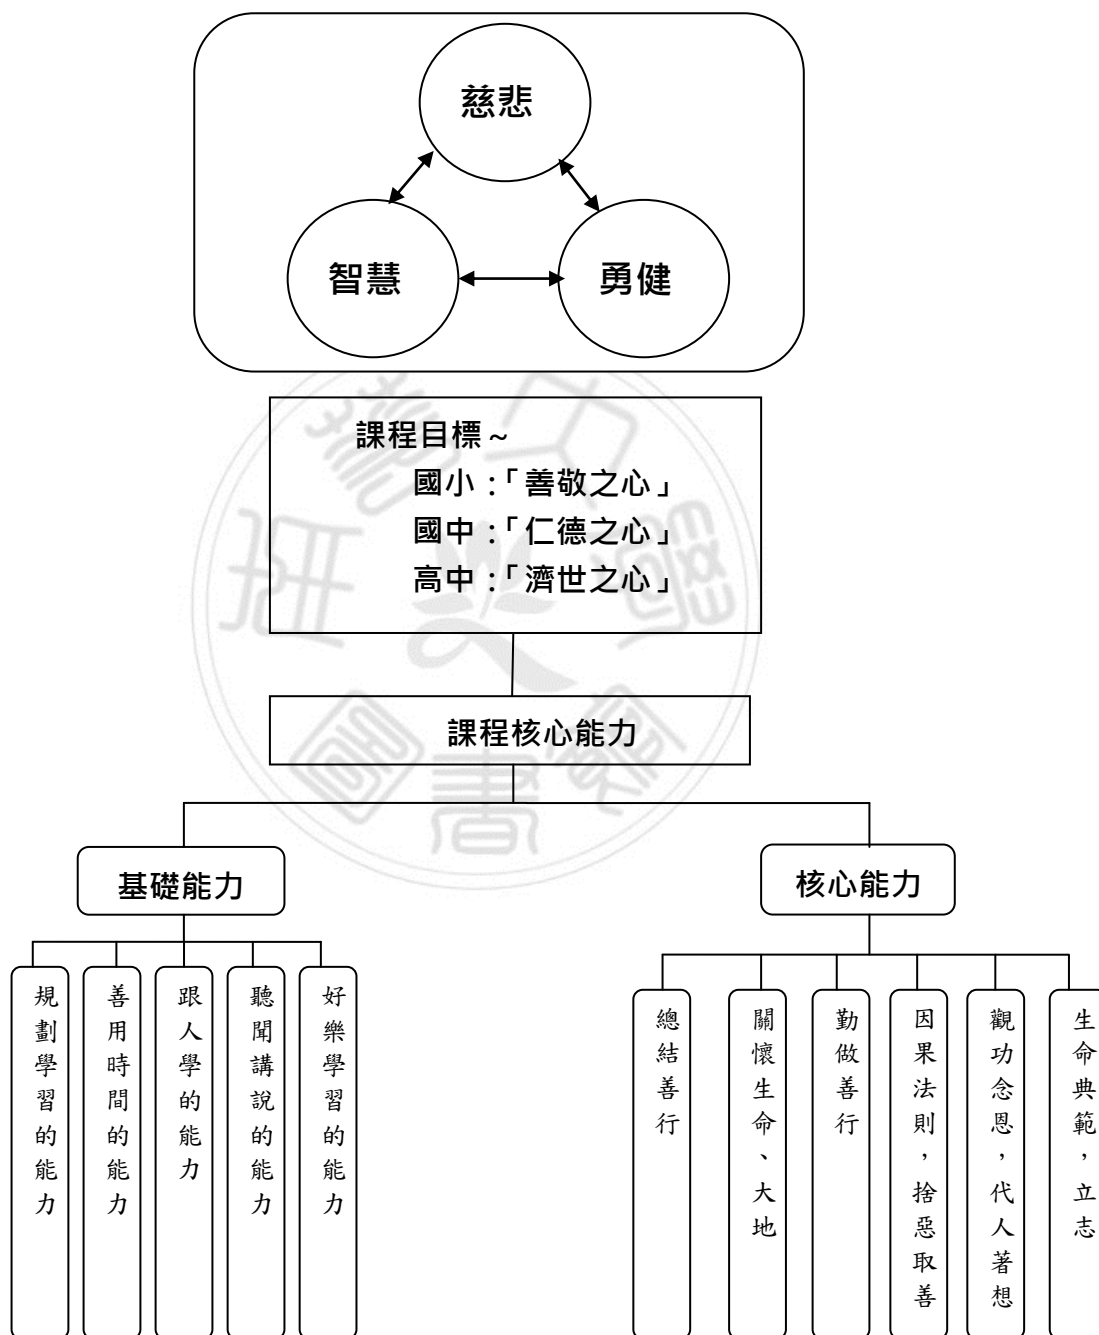 慈悲
智慧
勇健
課程目標~
國小：「善敬之心」
國中：「仁德之心」
高中：「濟世之心」
課程核心能力
基礎能力
核心能力
規劃學習的能力
善用時間的能力
跟人學的能力
聽聞講說的能力
好樂學習的能力
總結善行
關懷生命、大地
勤做善行
因果法則，捨惡取善
觀功念恩，代人著想
生命典範，立志